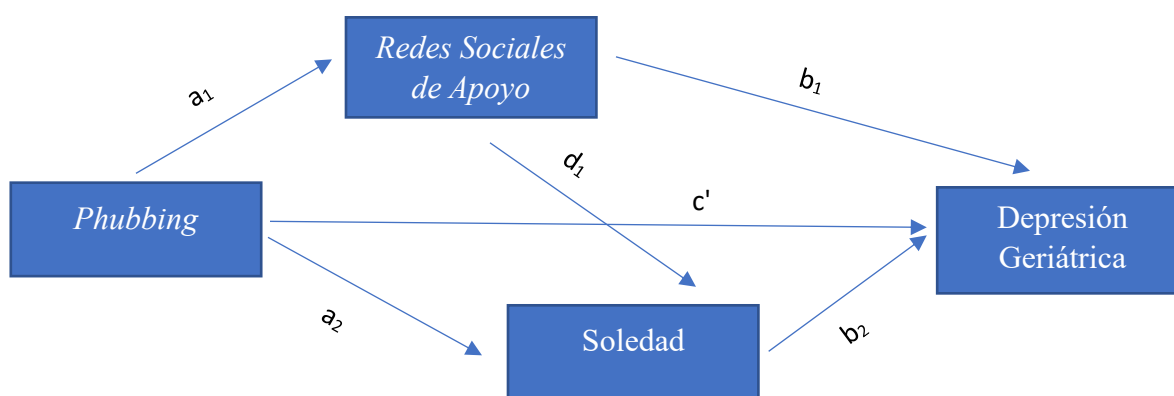 Redes Sociales
de Apoyo
a₁
b₁
d₁
Phubbing
c'
Depresión
Geriátrica
a₂
Soledad
b₂